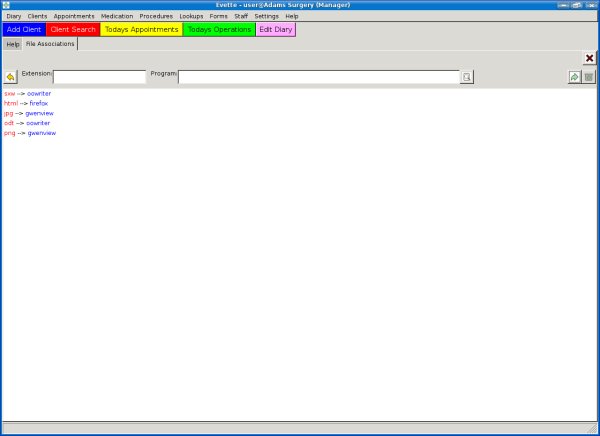 Evette - user@Adams Surgery (Manager)
Diary Clients Appointments Medication Procedures Lookups Forms Staff Settings Help
Add Client Client Search Todays Appointments Todays Operations Edit Diary
Help File Associations
Extension: Program:
sxw --> oowriter
html --> firefox
jpg --> gwenview
odt --> oowriter
png --> gwenview